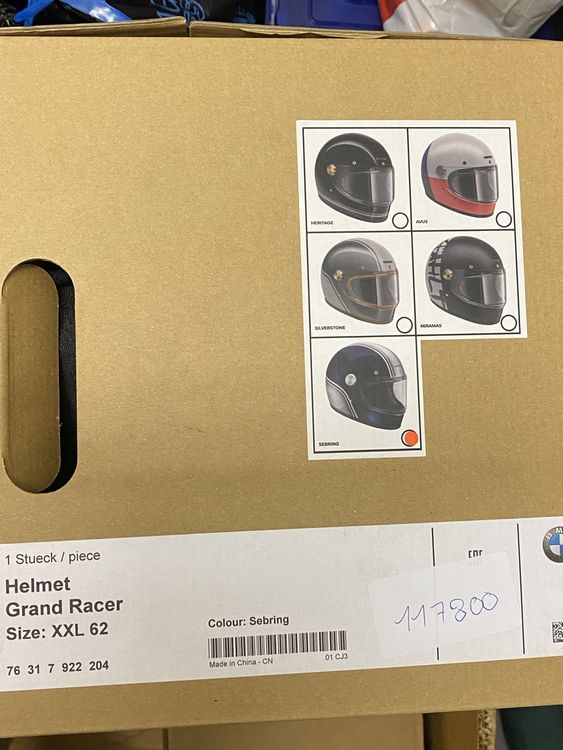 HERITAGE
AVUS
SILVERSTONE
MIRAMAS
SEBRING
1 Stueck / piece
Helmet
Grand Racer
Size: XXL 62
76 31 7 922 204
Colour: Sebring
Made in China - CN
01 CJ3
EAC
117800